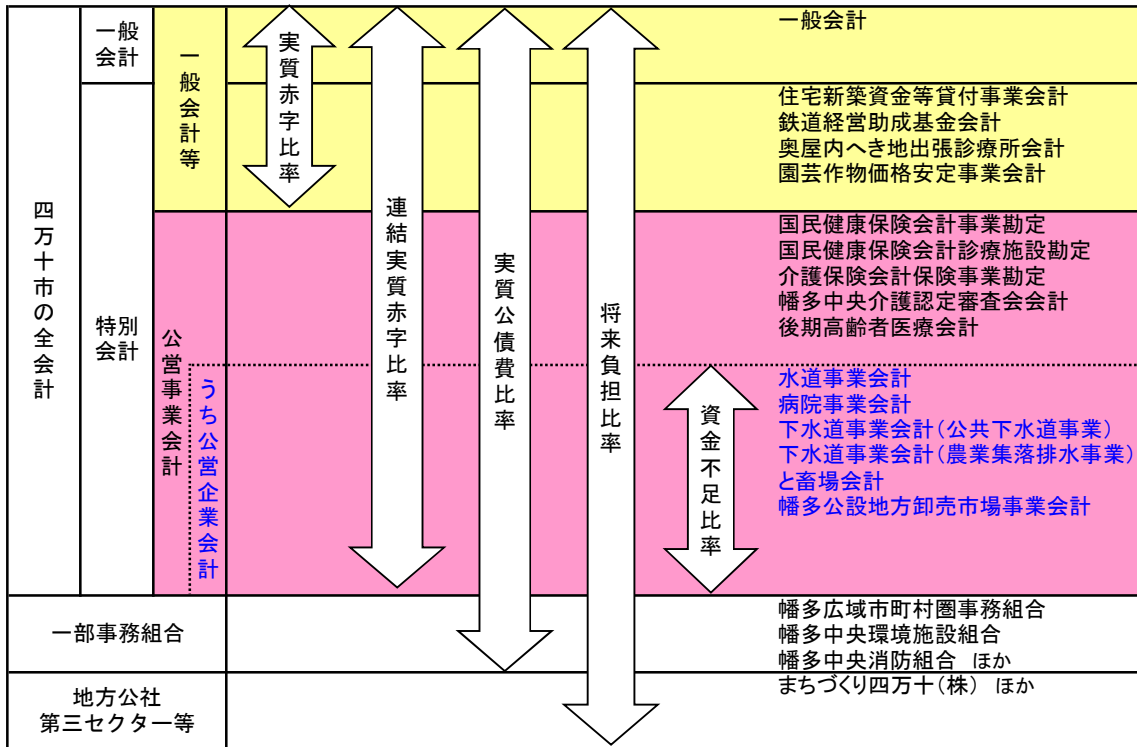 四万十市の全会計
一般
会計
特別
会計
一般会計等
公営事業会計
うち公営企業会計
実質赤字比率
連結実質赤字比率
実質公債費比率
将来負担比率
資金不足比率
一般会計
住宅新築資金等貸付事業会計
鉄道経営助成基金会計
奥屋内へき地出張診療所会計
園芸作物価格安定事業会計
国民健康保険会計事業勘定
国民健康保険会計診療施設勘定
介護保険会計保険事業勘定
幡多中央介護認定審査会会計
後期高齢者医療会計
水道事業会計
病院事業会計
下水道事業会計(公共下水道事業)
下水道事業会計(農業集落排水事業)
と畜場会計
幡多公設地方卸売市場事業会計
一部事務組合
幡多広域市町村圏事務組合
幡多中央環境施設組合
幡多中央消防組合 ほか
地方公社
第三セクター等
まちづくり四万十(株) ほか